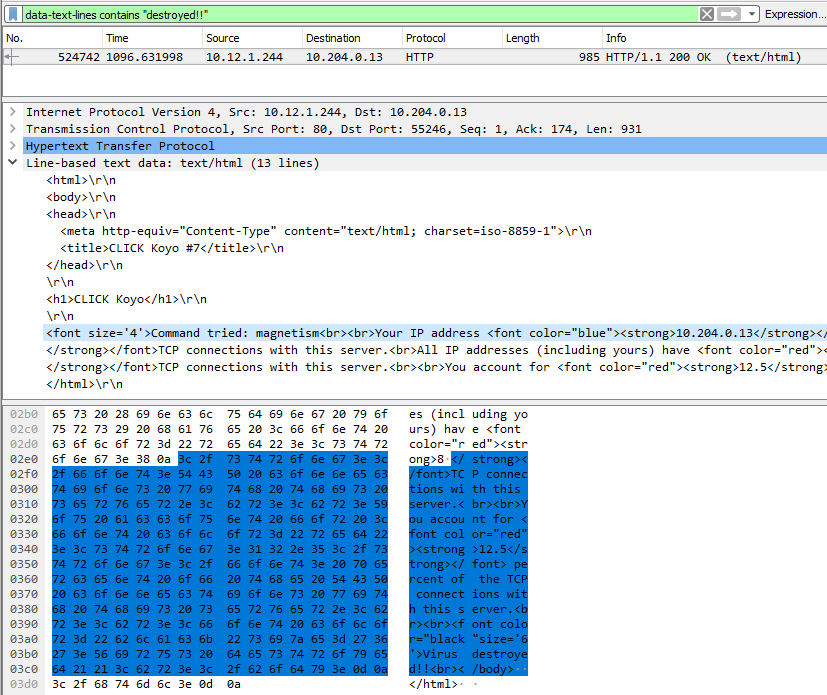 data-text-lines contains "destroyed!!" Expression...
No. Time Source Destination Protocol Length Info
524742 1096.631998 10.12.1.244 10.204.0.13 HTTP 985 HTTP/1.1 200 OK (text/html)
Internet Protocol Version 4, Src: 10.12.1.244, Dst: 10.204.0.13
Transmission Control Protocol, Src Port: 80, Dst Port: 55246, Seq: 1, Ack: 174, Len: 931
Hypertext Transfer Protocol
Line-based text data: text/html (13 lines)
<html>\r\n
<body>\r\n
<head>\r\n
<meta http-equiv="Content-Type" content="text/html; charset=iso-8859-1">\r\n
<title>CLICK Koyo #7</title>\r\n
</head>\r\n
\r\n
<h1>CLICK Koyo</h1>\r\n
\r\n
<font size='4'>Command tried: magnetism<br><br>Your IP address <font color="blue"><strong>10.204.0.13</strong></
</strong></font>TCP connections with this server.<br>All IP addresses (including yours) have <font color="red"><
</strong></font>TCP connections with this server.<br><br>You account for <font color="red"><strong>12.5</strong>
</html>\r\n
02b0 65 73 20 28 69 6e 63 6c 75 64 69 6e 67 20 79 6f es (incl uding yo
02c0 75 72 73 29 20 68 61 76 65 20 3c 66 6f 6e 74 20 urs) hav e <font
02d0 63 6f 6c 6f 72 3d 22 72 65 64 22 3e 3c 73 74 72 color="r ed"><str
02e0 6f 6e 67 3e 38 0a 3c 2f 73 74 72 6f 6e 67 3e 3c ong>8·</ strong><
02f0 2f 66 6f 6e 74 3e 54 43 50 20 63 6f 6e 6e 65 63 /font>TC P connec
0300 74 69 6f 6e 73 20 77 69 74 68 20 74 68 69 73 20 tions wi th this
0310 73 65 72 76 65 72 2e 3c 62 72 3e 3c 62 72 3e 59 server.< br><br>Y
0320 6f 75 20 61 63 63 6f 75 6e 74 20 66 6f 72 20 3c ou accou nt for <
0330 66 6f 6e 74 20 63 6f 6c 6f 72 3d 22 72 65 64 22 font col or="red"
0340 3e 3c 73 74 72 6f 6e 67 3e 31 32 2e 35 3c 2f 73 ><strong >12.5</s
0350 74 72 6f 6e 67 3e 3c 2f 66 6f 6e 74 3e 20 70 65 trong></ font> pe
0360 72 63 65 6e 74 20 6f 66 20 74 68 65 20 54 43 50 rcent of the TCP
0370 20 63 6f 6e 6e 65 63 74 69 6f 6e 73 20 77 69 74 connect ions wit
0380 68 20 74 68 69 73 20 73 65 72 76 65 72 2e 3c 62 h this s erver.<b
0390 72 3e 3c 62 72 3e 3c 66 6f 6e 74 20 63 6f 6c 6f r><br><f ont colo
03a0 72 3d 22 62 6c 61 63 6b 22 73 69 7a 65 3d 27 36 r="black "size='6
03b0 27 3e 56 69 72 75 73 20 64 65 73 74 72 6f 79 65 '>Virus destroye
03c0 64 21 21 3c 62 72 3e 3c 2f 62 6f 64 79 3e 0d 0a d!!<br>< /body>··
03d0 3c 2f 68 74 6d 6c 3e 0d 0a </html>· ·